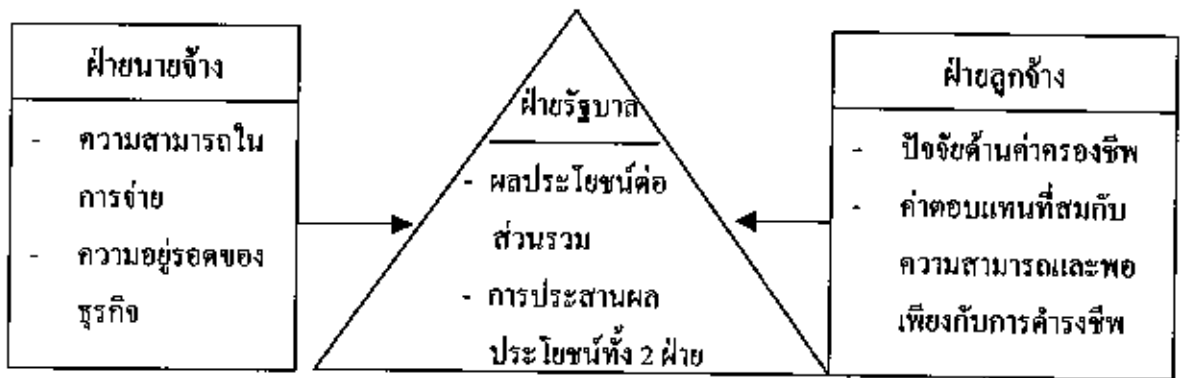 ฝ่ายนายจ้าง
- ความสามารถใน
การจ่าย
- ความอยู่รอดของ
ธุรกิจ
ฝ่ายรัฐบาล
- ผลประโยชน์ต่อ
ส่วนรวม
- การประสานผล
ประโยชน์ทั้ง 2 ฝ่าย
ฝ่ายลูกจ้าง
- ปัจจัยด้านค่าครองชีพ
- ค่าตอบแทนที่สมกับ
ความสามารถและพอ
เพียงกับการดำรงชีพ